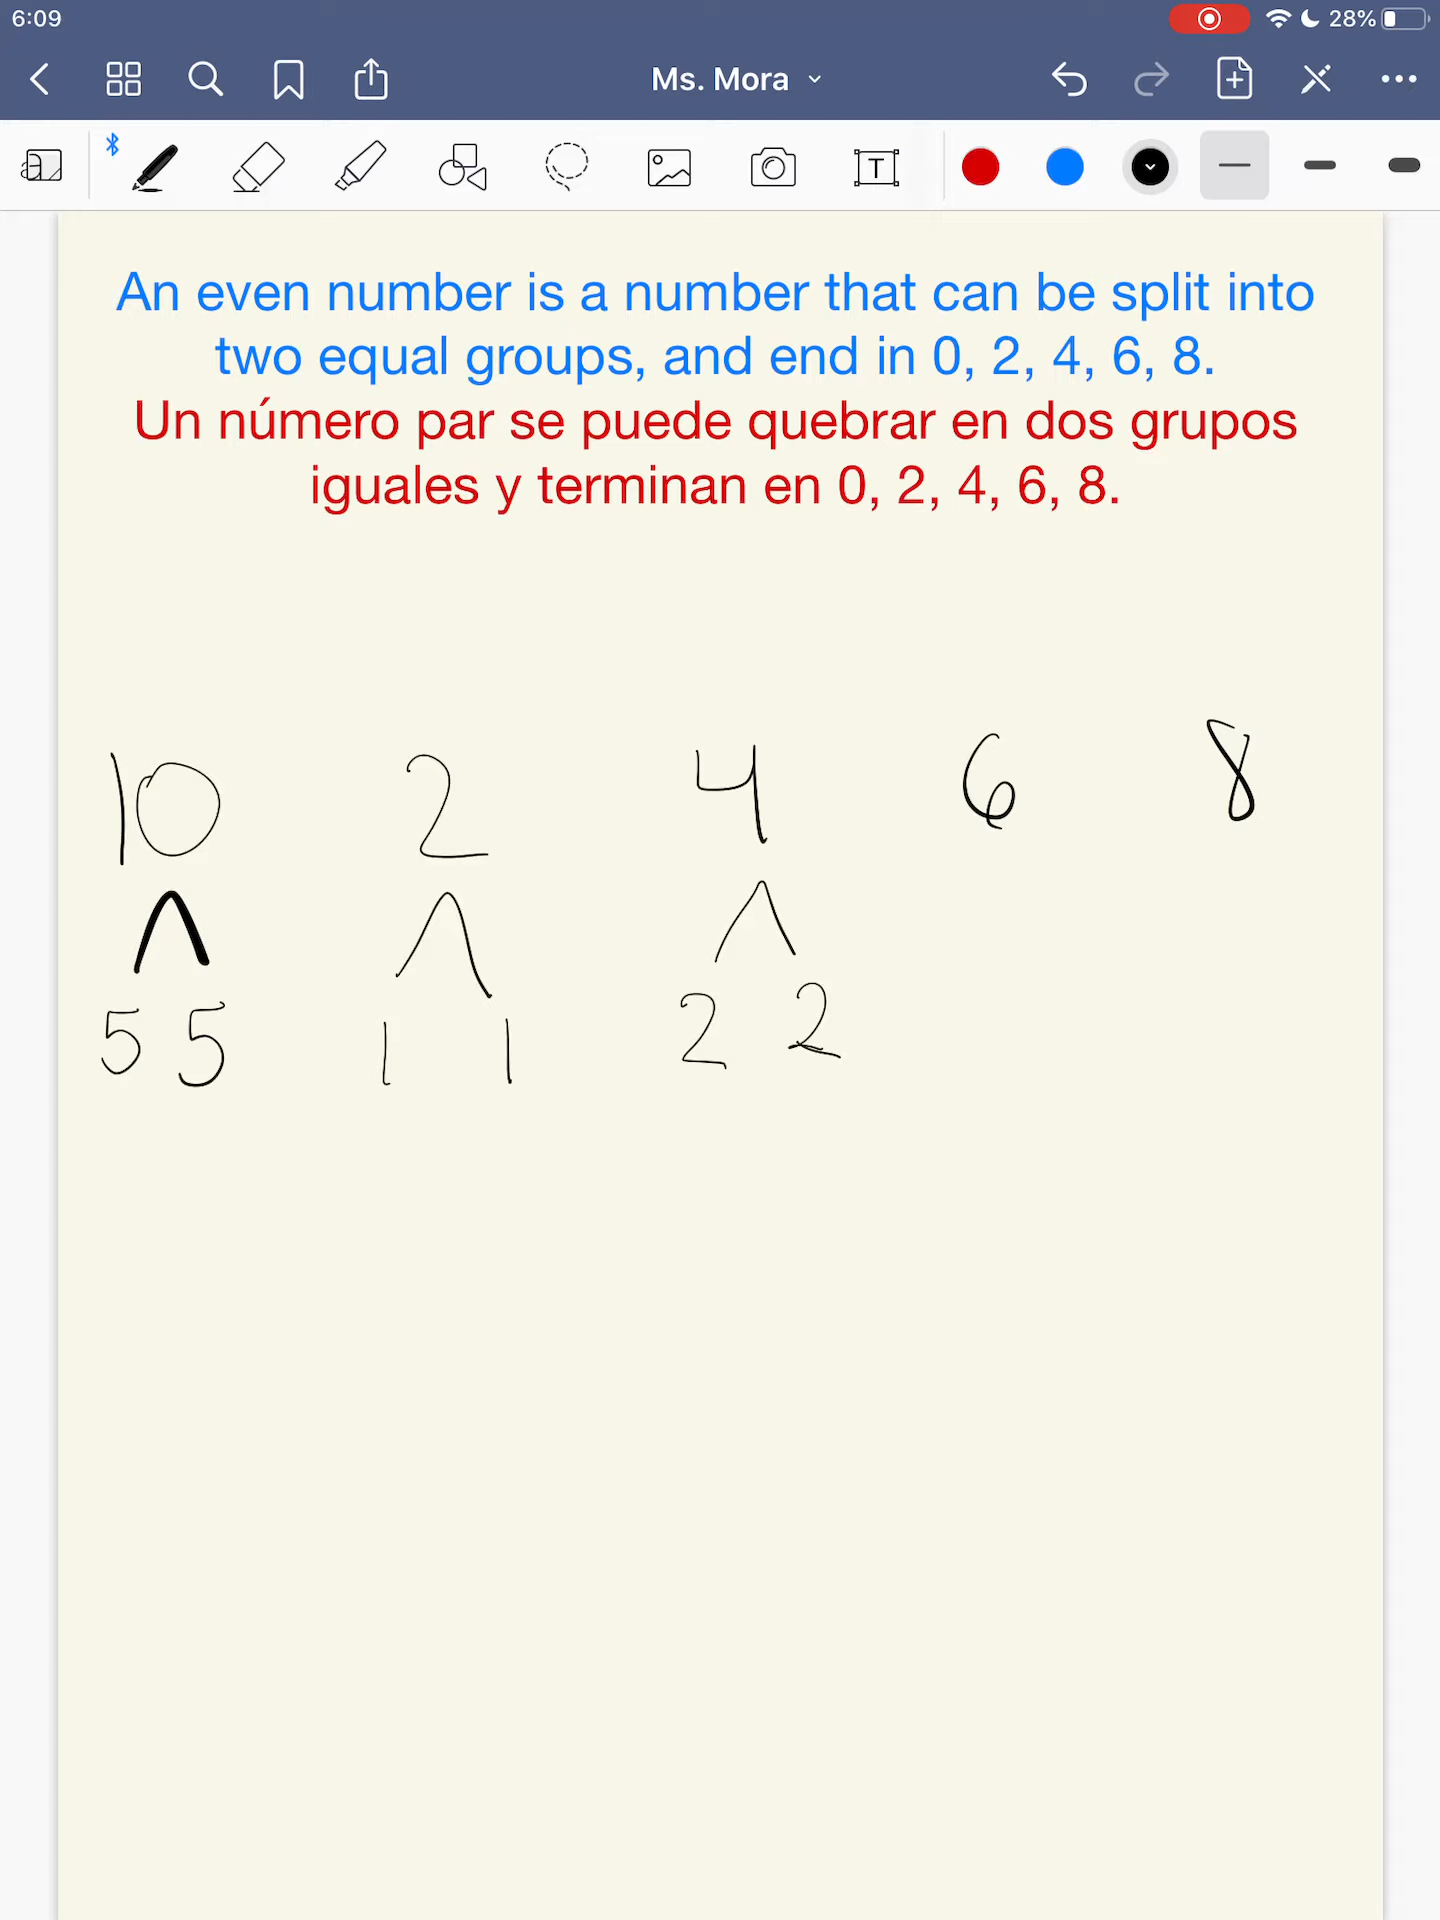 6:09
28%
Ms. Mora
a
T
An even number is a number that can be split into
two equal groups, and end in 0, 2, 4, 6, 8.
Un número par se puede quebrar en dos grupos
iguales y terminan en 0, 2, 4, 6, 8.
10 2 4 6 8
5 5 1 1 2 2